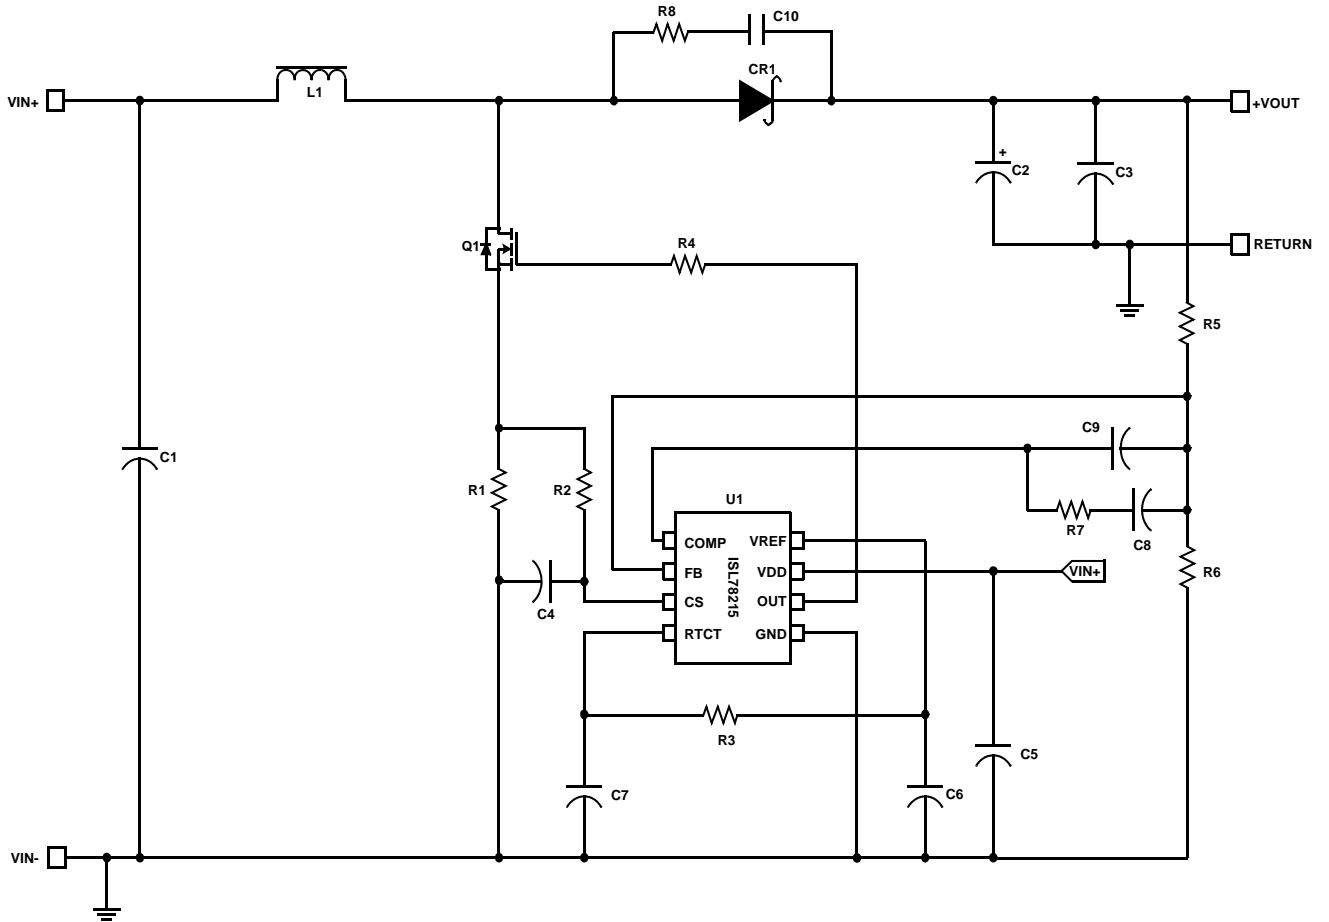 R8
C10
CR1
VIN+
L1
+VOUT
+
C2
C3
Q1
R4
RETURN
R5
C9
C1
R1
R2
U1
R7
C8
COMP
VREF
FB
VDD
VIN+
R6
CS
OUT
C4
RTCT
GND
ISL78215
R3
C5
C7
C6
VIN-